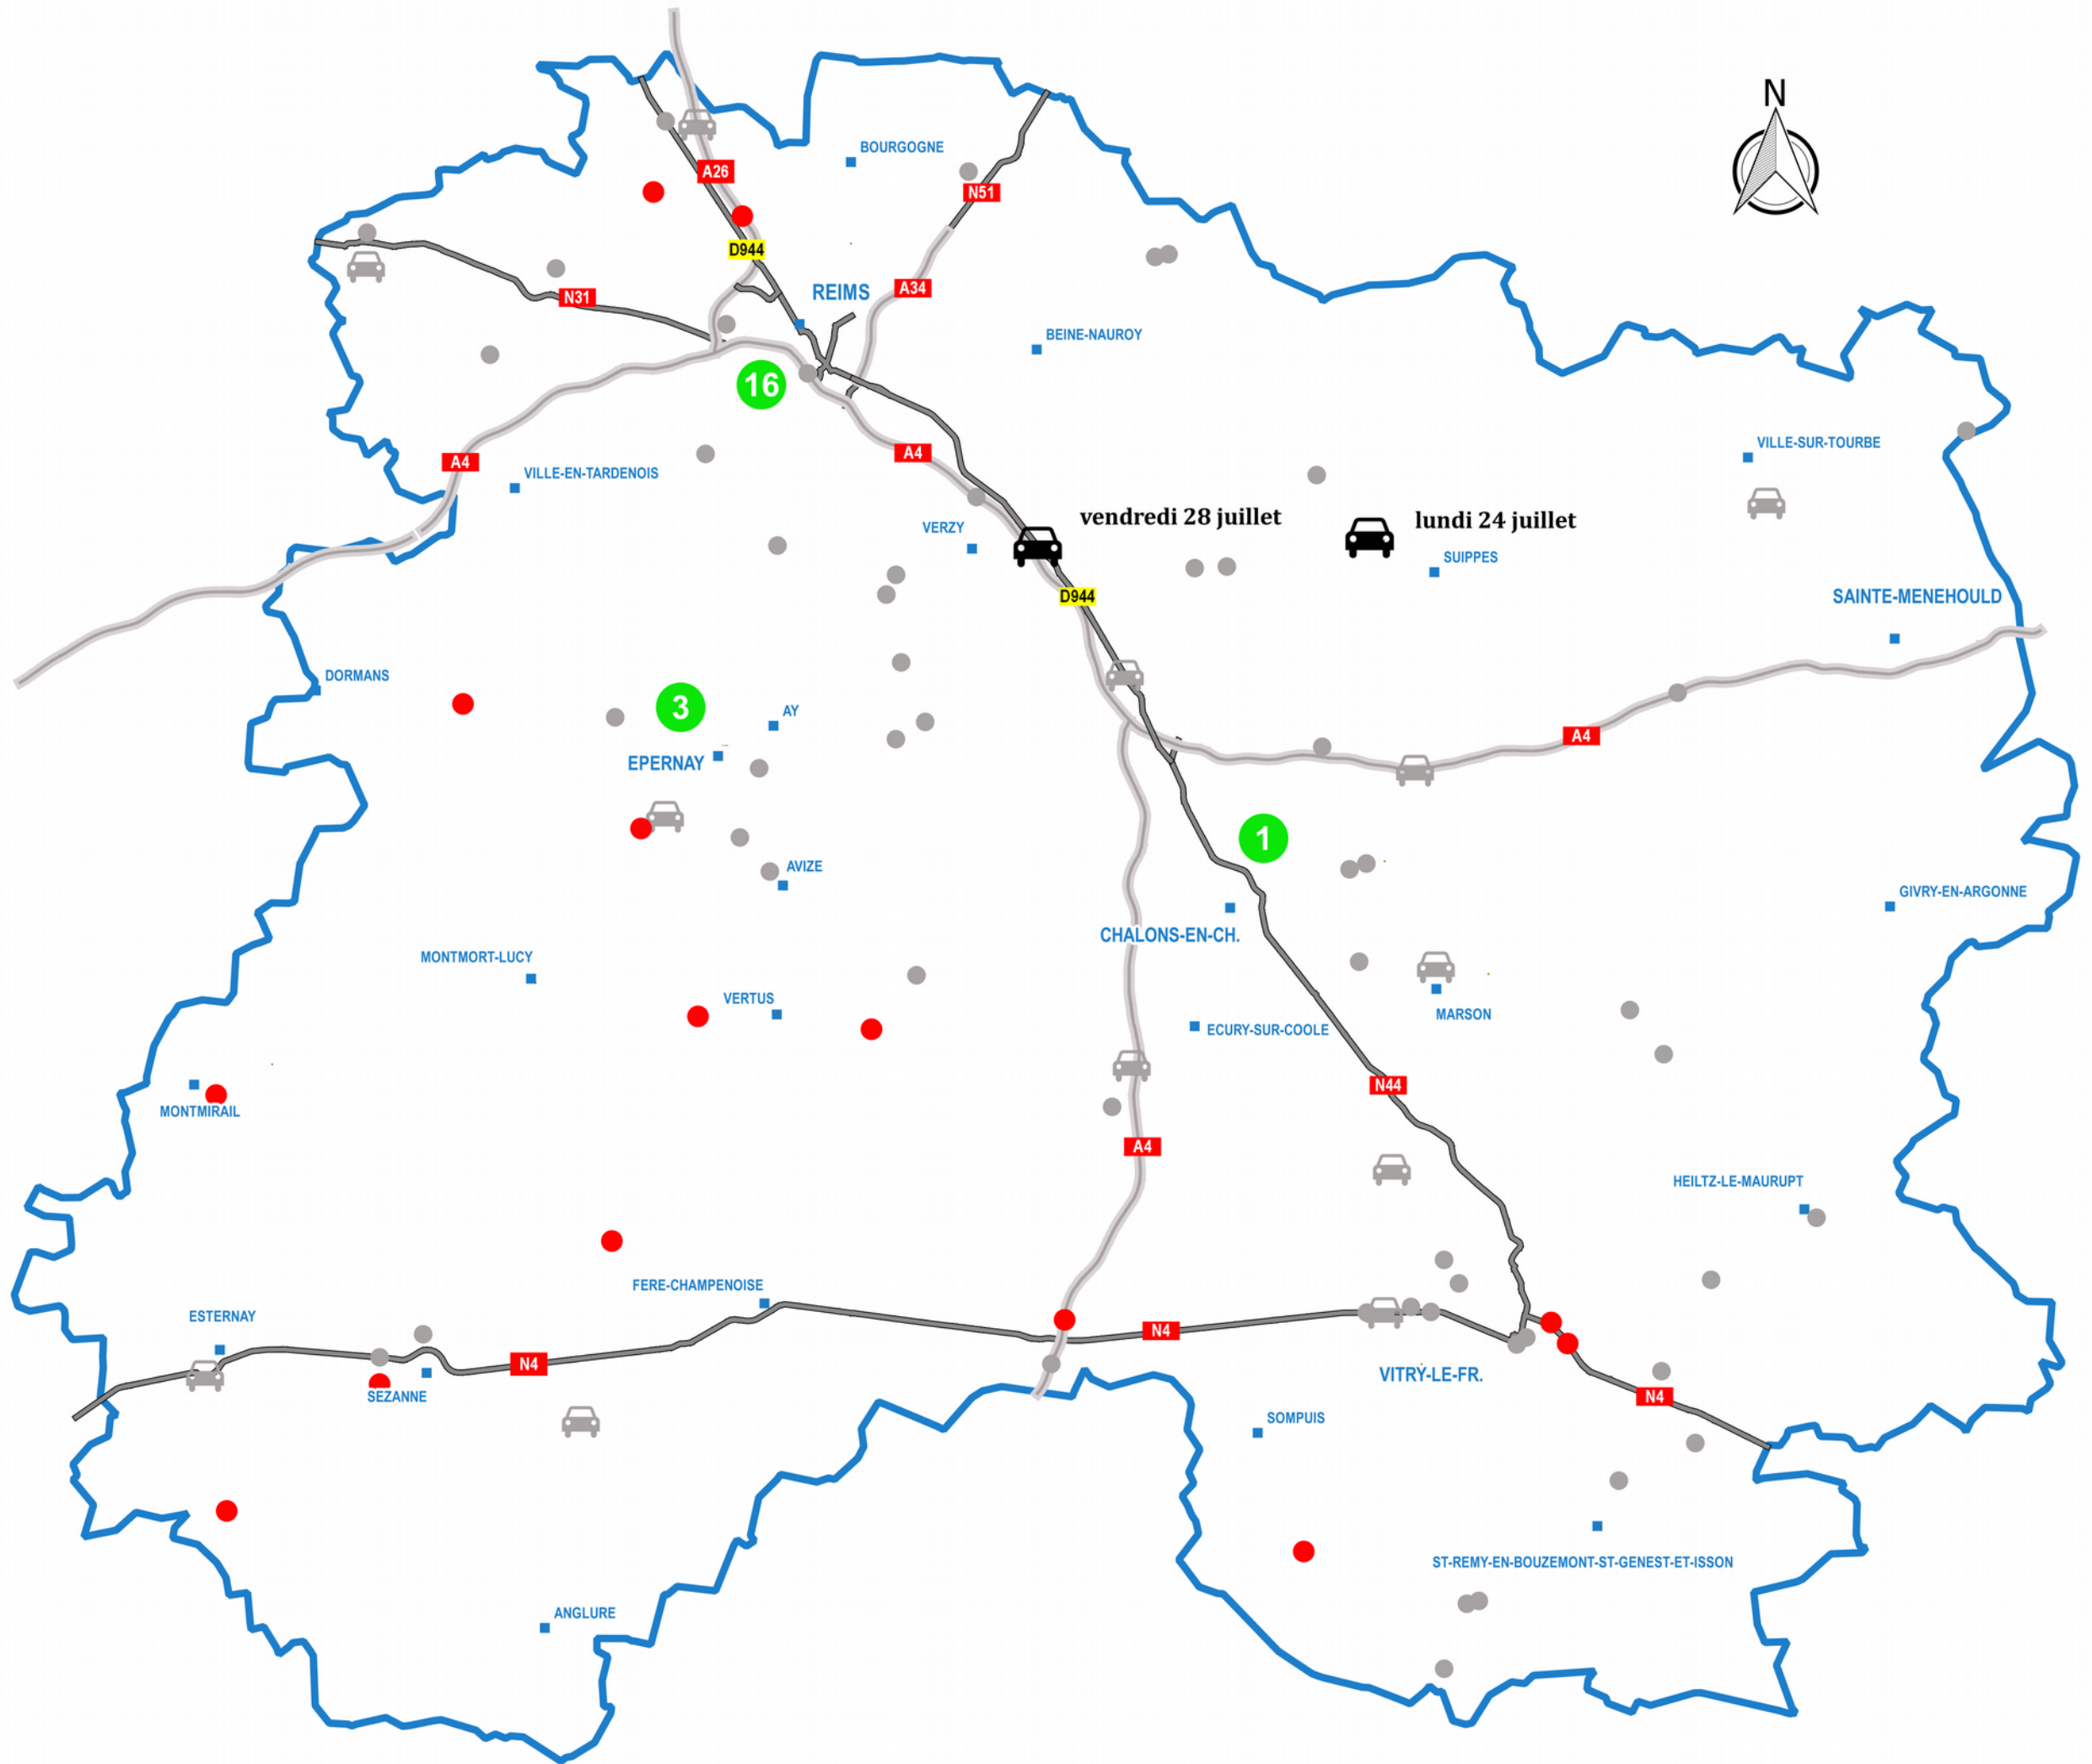 N
BOURGOGNE
A26
N51
D944
REIMS
A34
N31
BEINE-NAUROY
16
A4
A4
VILLE-EN-TARDENOIS
VILLE-SUR-TOURBE
vendredi 28 juillet
lundi 24 juillet
VERZY
SUIPPES
D944
SAINTE-MENEHOULD
DORMANS
3
AY
A4
EPERNAY
1
AVIZE
GIVRY-EN-ARGONNE
CHALONS-EN-CH.
MONTMORT-LUCY
VERTUS
MARSON
ECURY-SUR-COOLE
N44
MONTMIRAIL
A4
HEILTZ-LE-MAURUPT
FERE-CHAMPENOISE
ESTERNAY
N4
N4
VITRY-LE-FR.
SEZANNE
N4
SOMPUIS
ST-REMY-EN-BOUZEMONT-ST-GENEST-ET-ISSON
ANGLURE